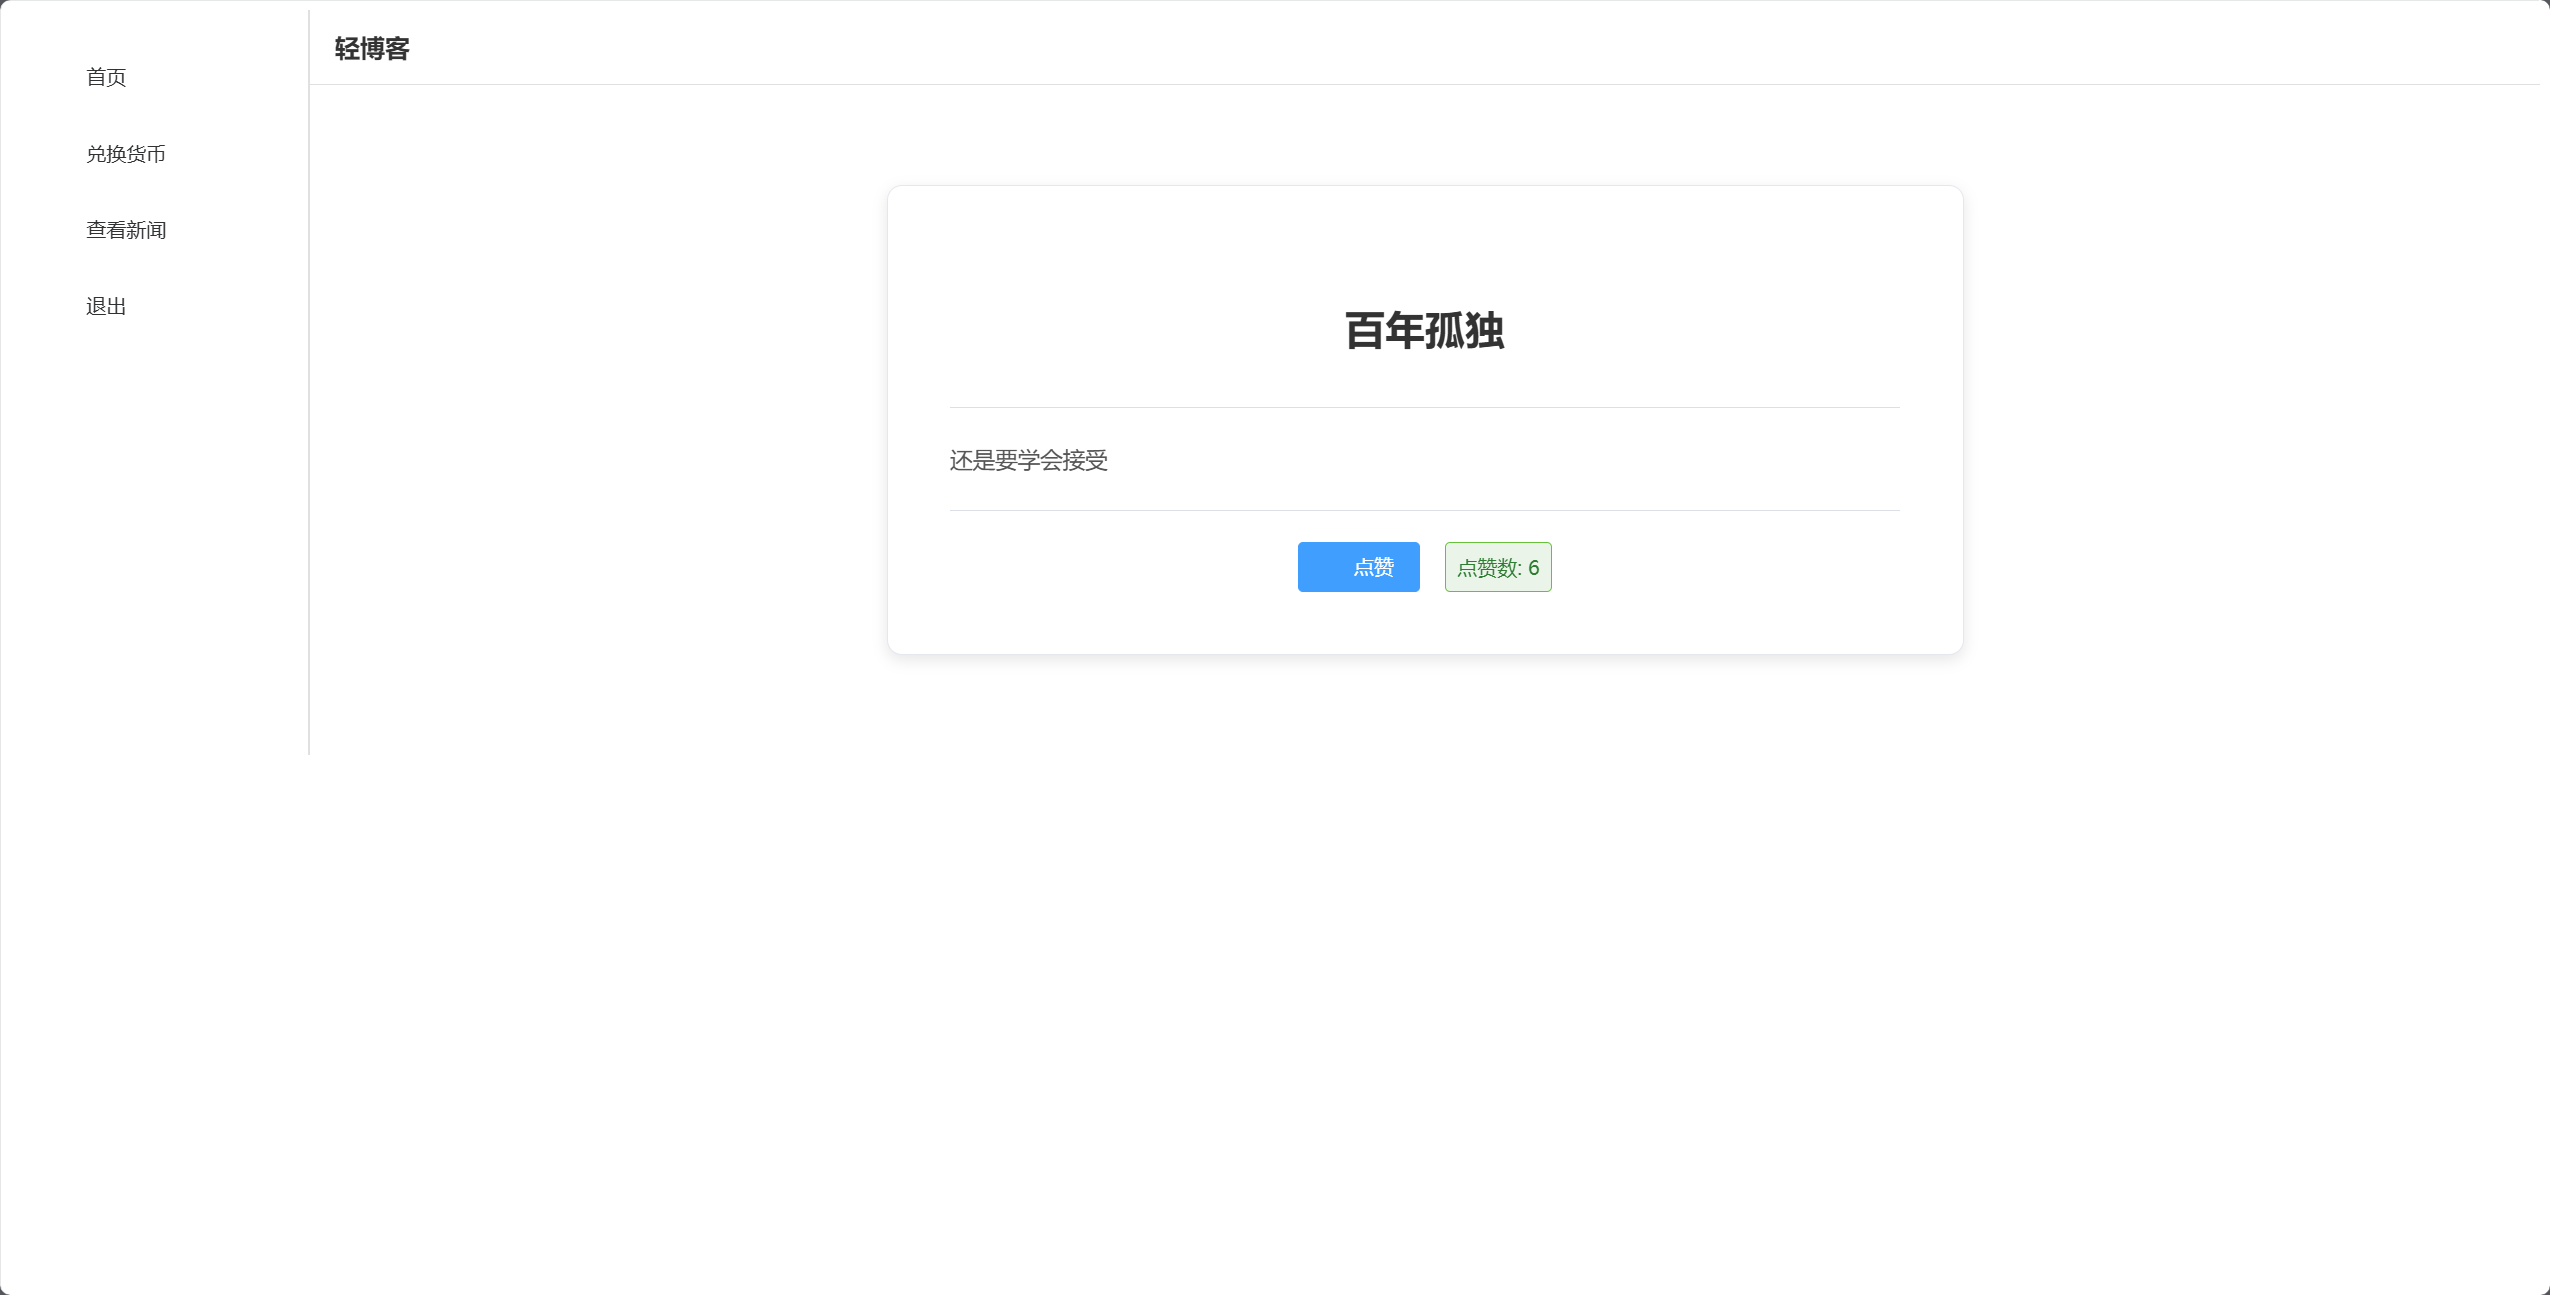 首页
兑换货币
查看新闻
退出
轻博客
百年孤独
还是要学会接受
点赞
点赞数: 6